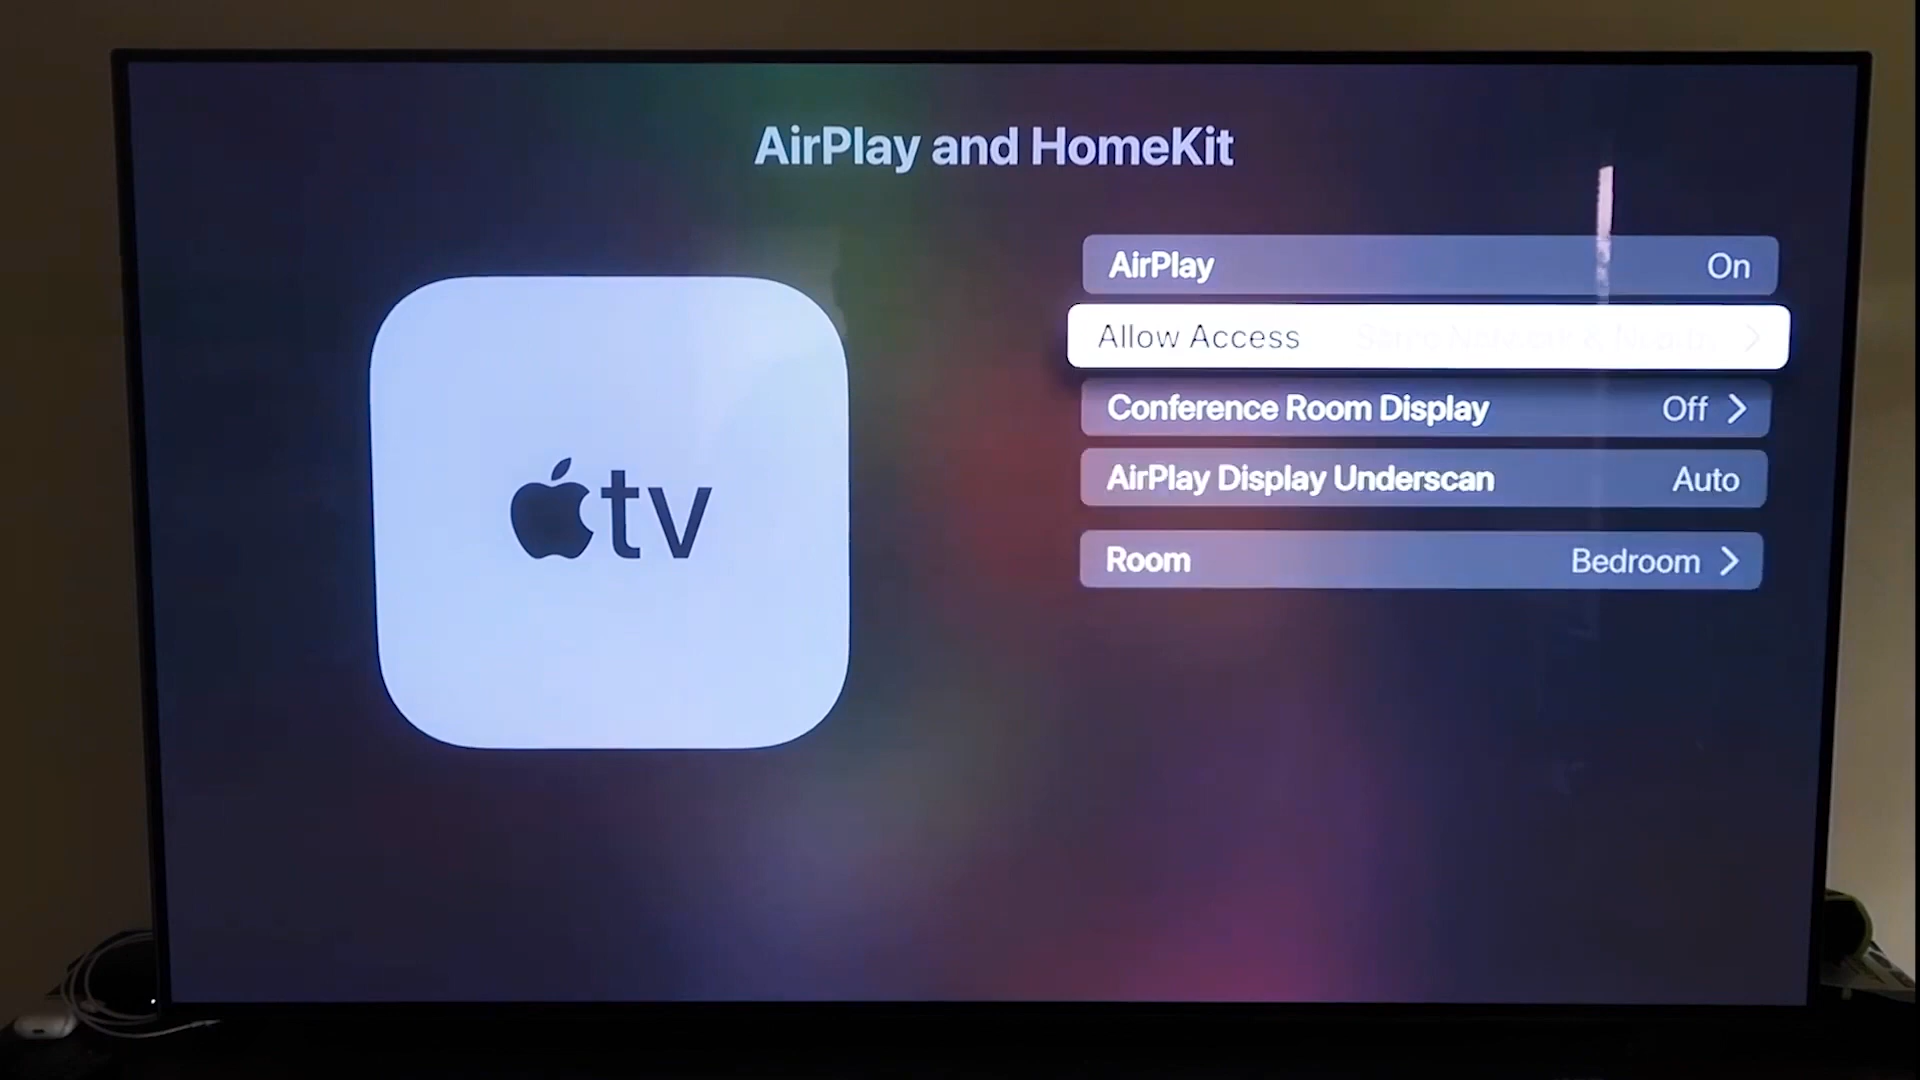 AirPlay and HomeKit
AirPlay On
Allow Access
Conference Room Display Off
AirPlay Display Underscan Auto
Room Bedroom
tv